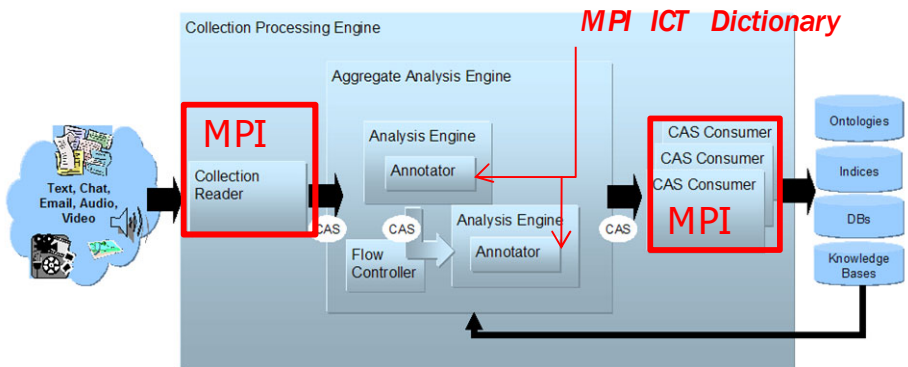 MPI ICT Dictionary
Collection Processing Engine
Aggregate Analysis Engine
MPI
Collection
Reader
Text, Chat,
Email, Audio,
Video
Analysis Engine
Annotator
CAS
CAS
Analysis Engine
Annotator
Flow
Controller
CAS
CAS Consumer
CAS Consumer
CAS Consumer
MPI
Ontologies
Indices
DBs
Knowledge
Bases